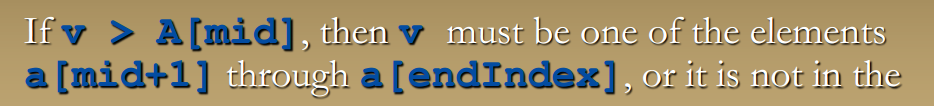 If v > A[mid], then v must be one of the elements
a[mid+1] through a[endIndex], or it is not in the